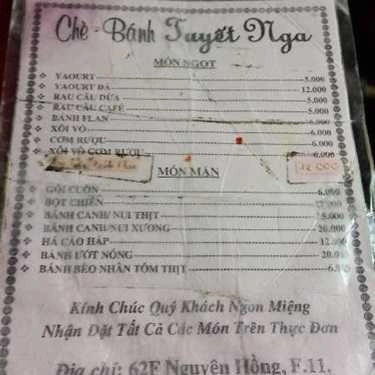 Chè - Bánh Tuyết Nga
MÓN NGỌT
YAOURT 5.000
YAOURT ĐÁ 12.000
RAU CÂU DỪA 5.000
RAU CÂU CAFÉ 5.000
BÁNH FLAN 6.000
XÔI VÒ 6.000
CƠM RƯỢU 6.000
XÔI VÒ CƠM RƯỢU 6.000
12.000
MÓN MẶN
GỎI CUỐN 6.000
BỘT CHIÊN
BÁNH CANH/ NUI THỊT 15.000
BÁNH CANH/ NUI XƯƠNG 20.000
HÁ CẢO HẤP 12.000
BÁNH ƯỚT NÓNG 20.000
BÁNH BÈO NHÂN TÔM THỊT
Kính Chúc Quý Khách Ngon Miệng
Nhận Đặt Tất Cả Các Món Trên Thực Đơn
Địa chỉ: 62F Nguyên Hồng, F.11,